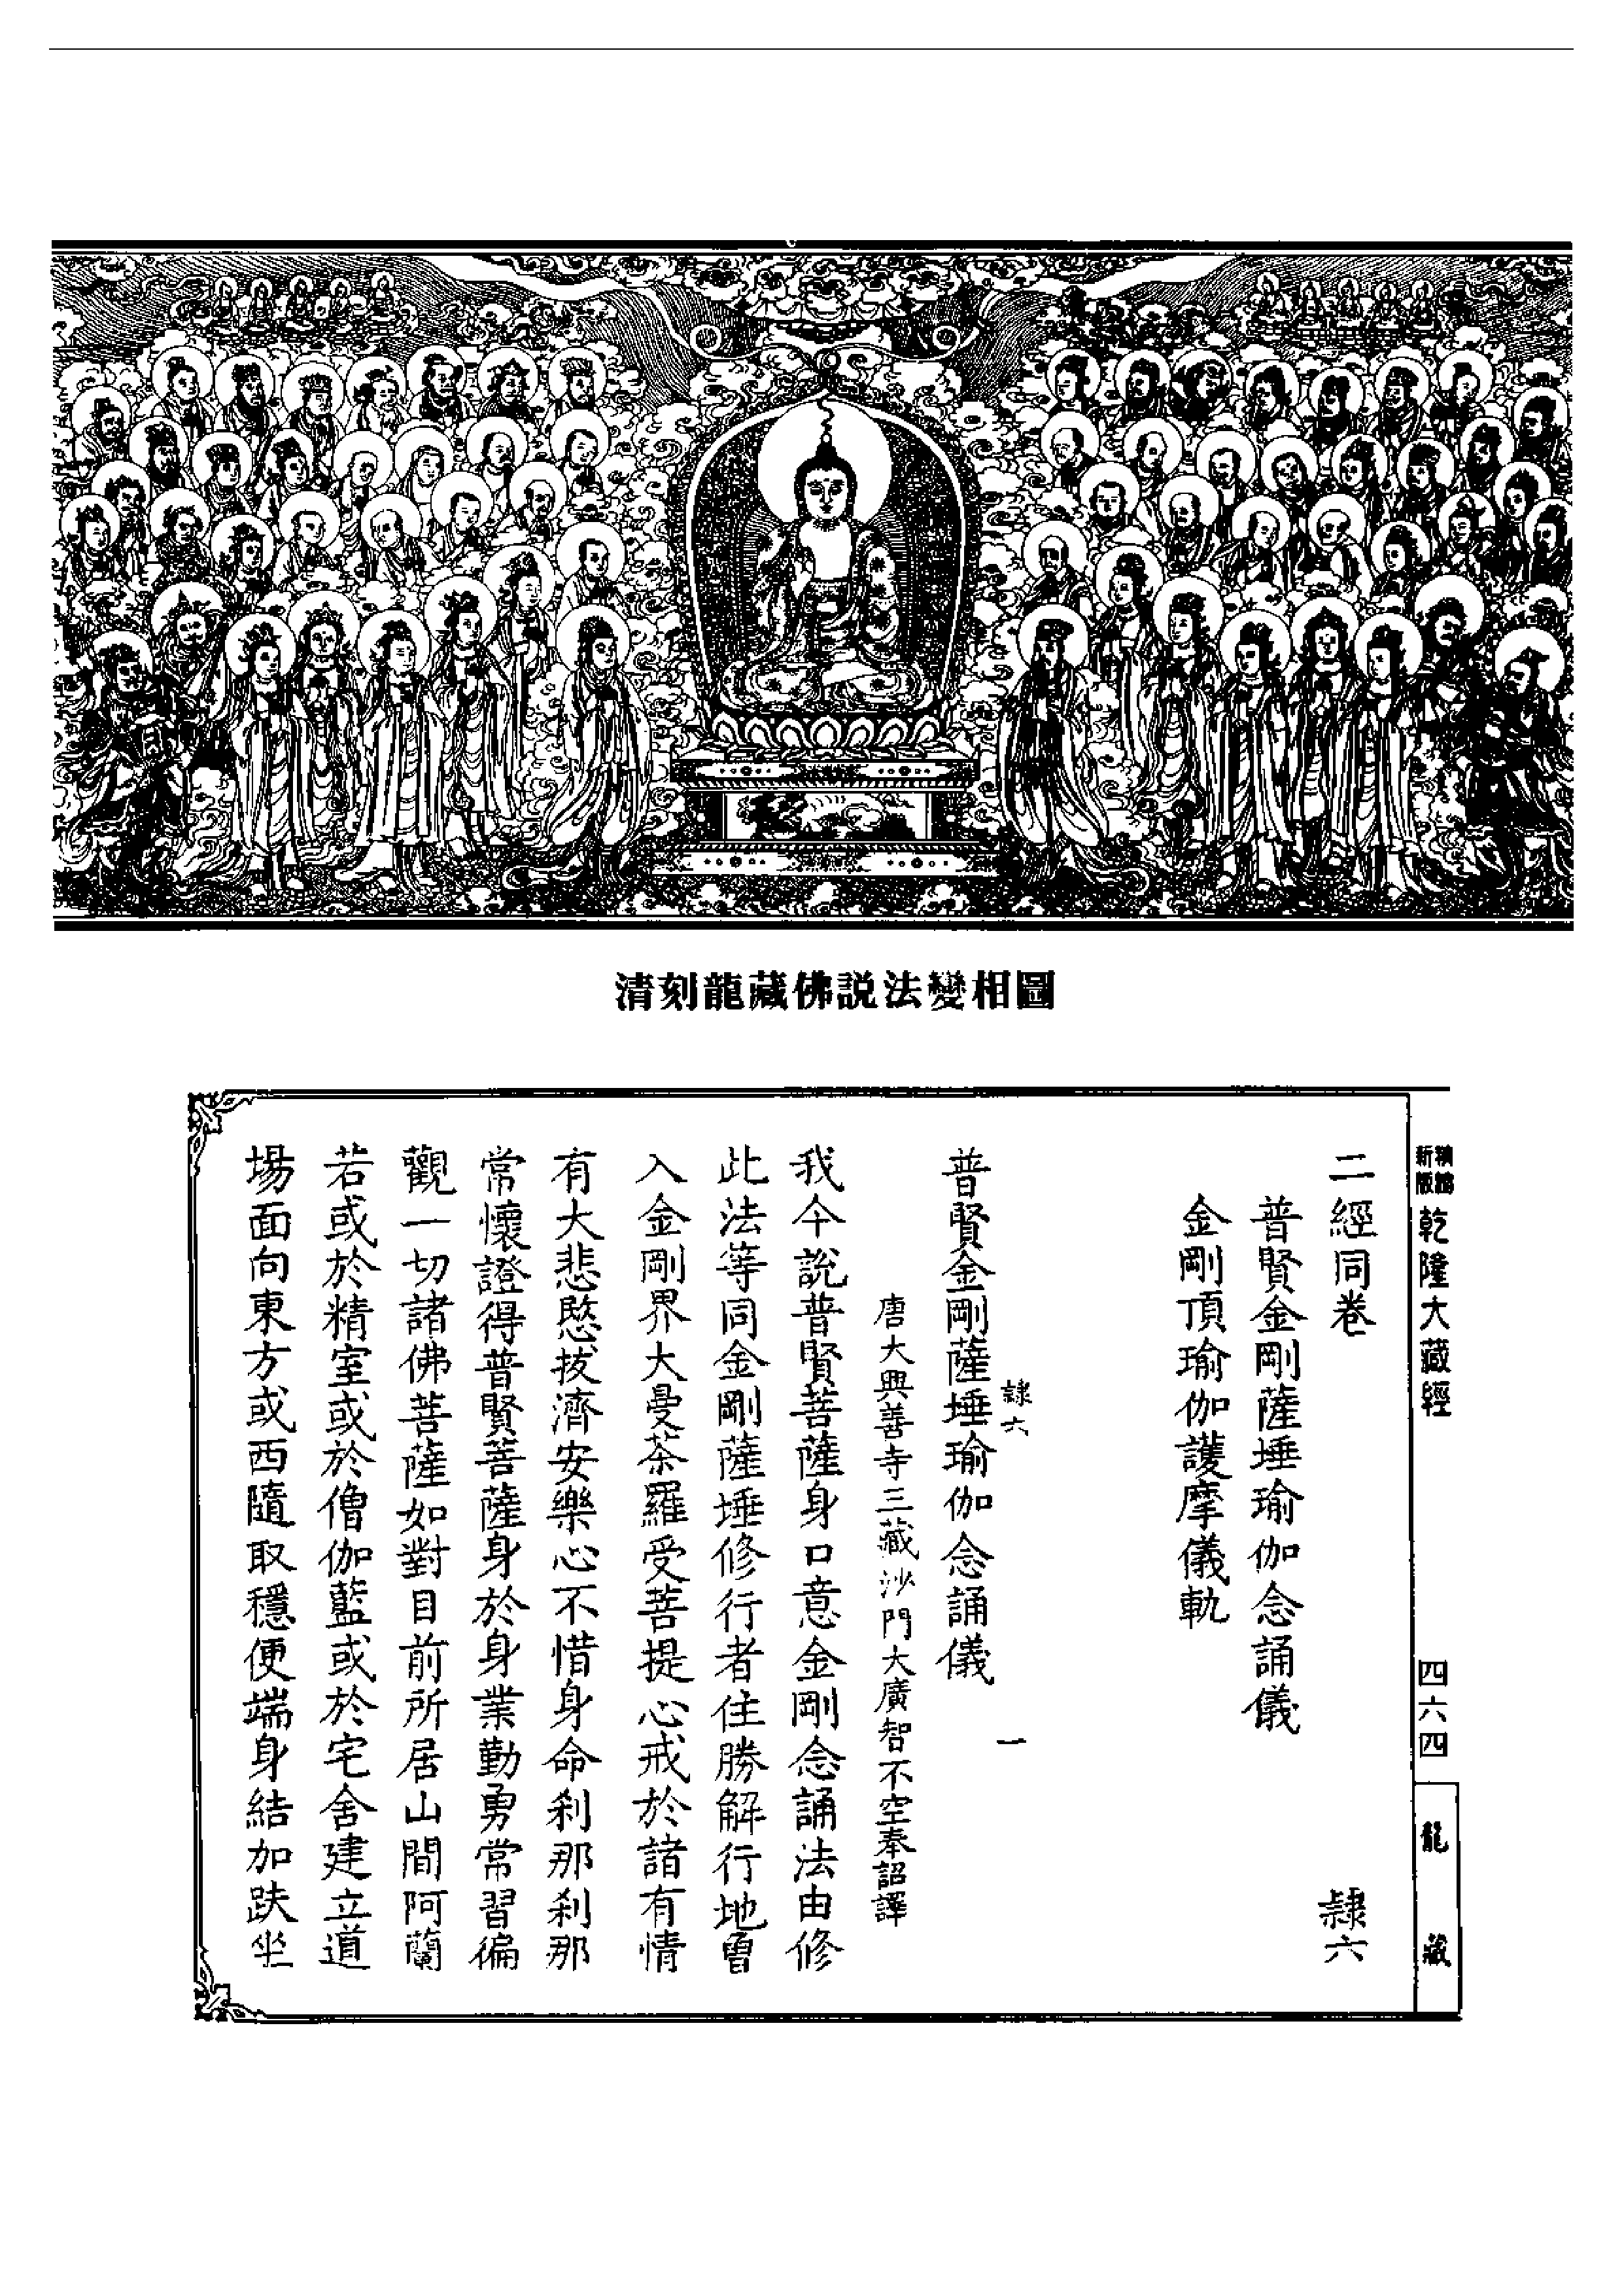 清刻龍藏佛説法變相圖
新版
乾隆大藏經
四六四
龍藏
二經同卷 隸六
普賢金剛薩埵瑜伽念誦儀
金剛頂瑜伽護摩儀軌
隸六 一
普賢金剛薩埵瑜伽念誦儀
唐大興善寺三藏沙門大廣智不空奉詔譯
我今説普賢菩薩身口意金剛念誦法由修
此法等同金剛薩埵修行者住勝解行地曾
入金剛界大曼荼羅受菩提心戒於諸有情
有大悲愍拔濟安樂心不惜身命刹那刹那
常懷證得普賢菩薩身於身業勤勇常習徧
觀一切諸佛菩薩如對目前所居山間阿蘭
若或於精室或於僧伽藍或於宅舍建立道
場面向東方或西隨取穩便端身結加趺坐